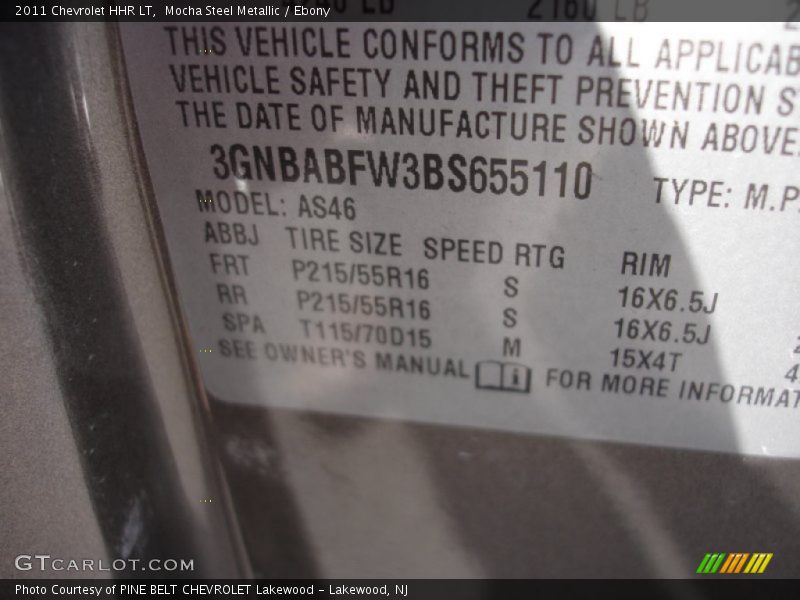 2011 Chevrolet HHR LT, Mocha Steel Metallic / Ebony
LB 2160 LB
THIS VEHICLE CONFORMS TO ALL
VEHICLE SAFETY AND THEFT PREVENTION
THE DATE OF MANUFACTURE SHOWN ABOVE.
3GNBABFW3BS655110 TYPE: M.P.
MODEL: AS46
ABBJ TIRE SIZE SPEED RTG RIM
FRT P215/55R16 S 16X6.5J
RR P215/55R16 S 16X6.5J
SPA T115/70D15 M 15X4T
SEE OWNER'S MANUAL i FOR MORE
GTCARLOT.COM
Photo Courtesy of PINE BELT CHEVROLET Lakewood - Lakewood, NJ